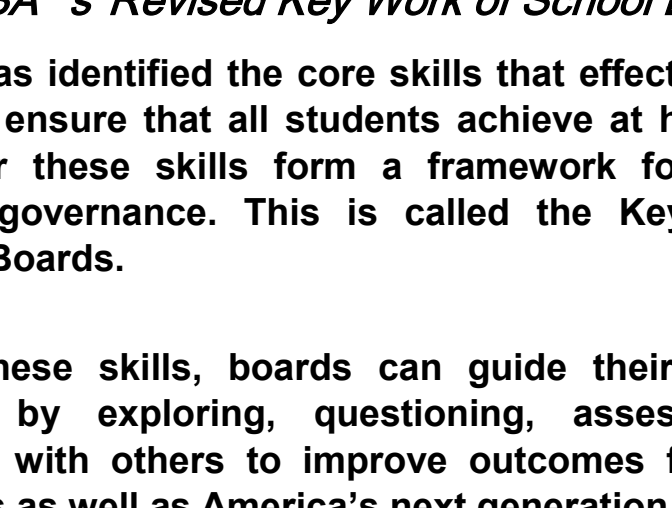 BA's Revised Key Work of School B
as identified the core skills that effect
ensure that all students achieve at h
r these skills form a framework fo
governance. This is called the Key
Boards.
hese skills, boards can guide their
by exploring, questioning, asses
with others to improve outcomes f
s as well as America’s next generation